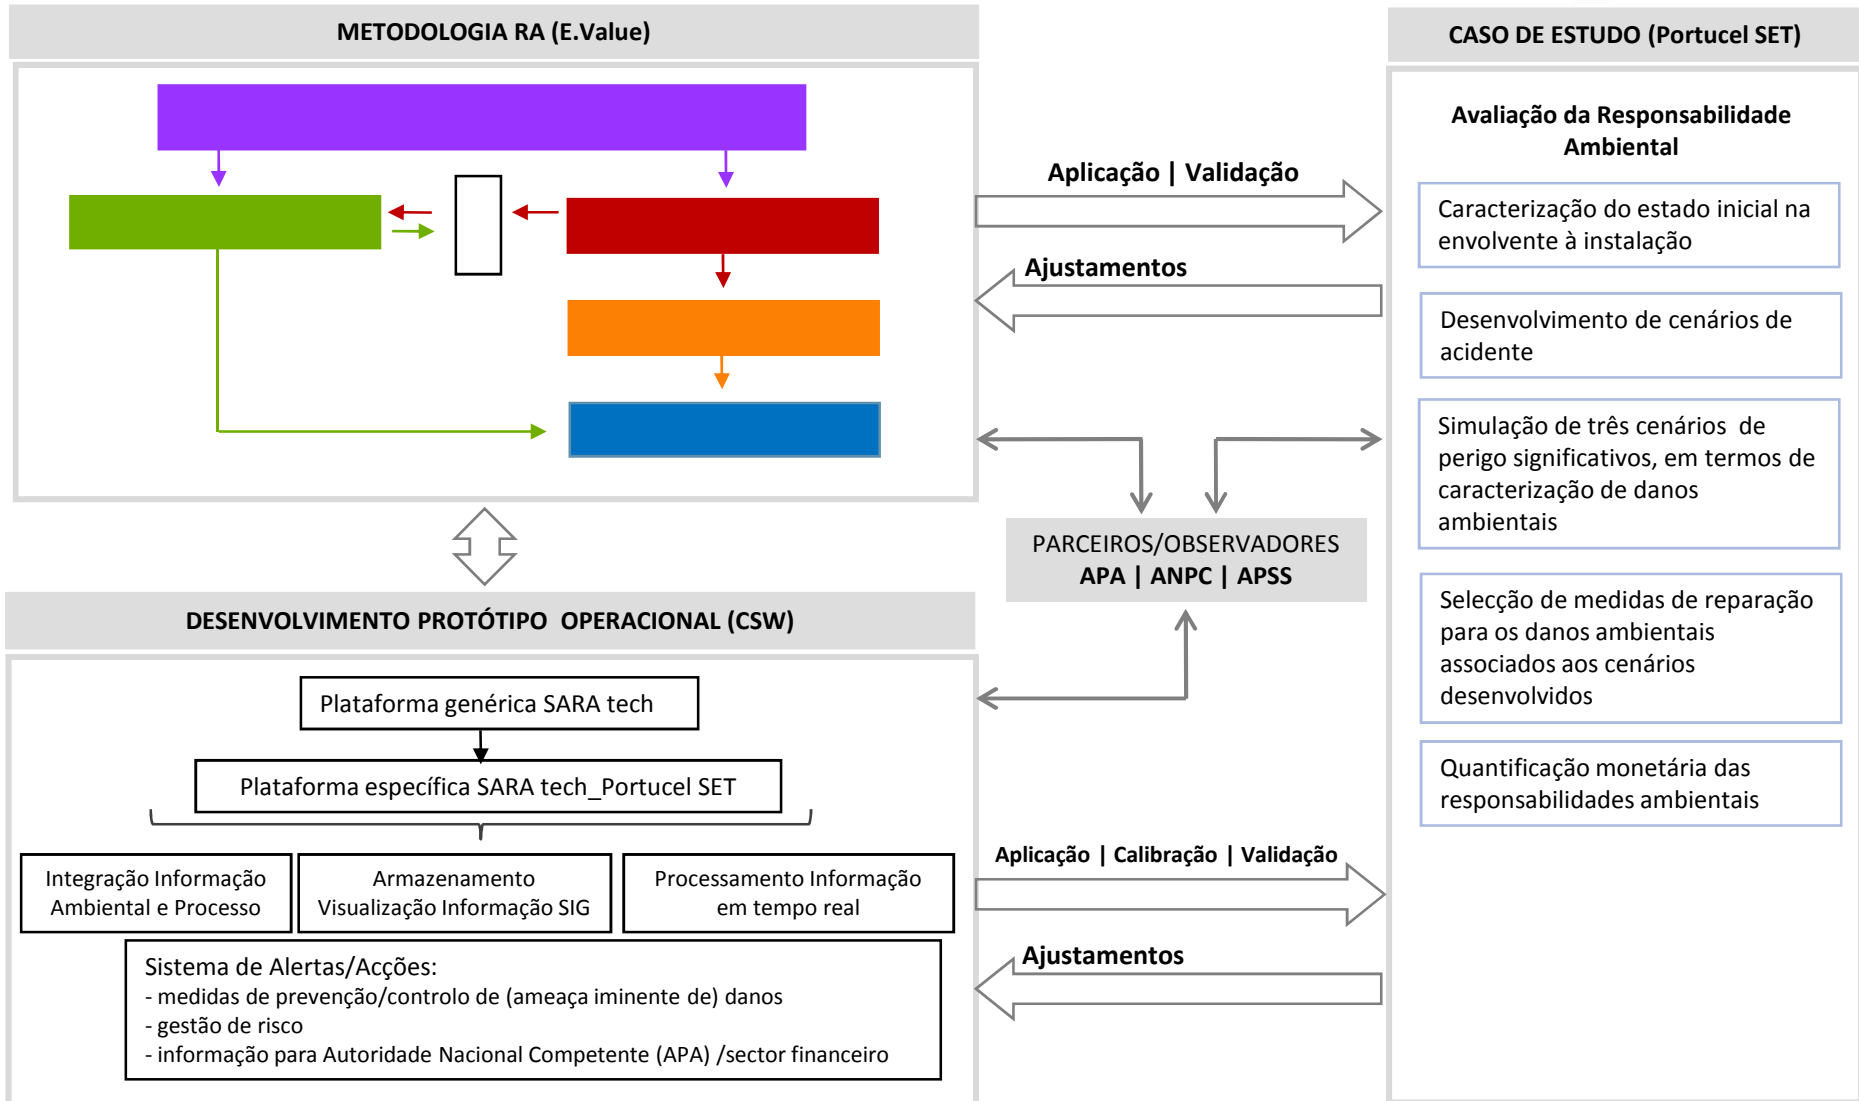 METODOLOGIA RA (E.Value)
Aplicação | Validação
Ajustamentos
PARCEIROS/OBSERVADORES
APA | ANPC | APSS
DESENVOLVIMENTO PROTÓTIPO OPERACIONAL (CSW)
Plataforma genérica SARA tech
Plataforma específica SARA tech_Portucel SET
Integração Informação
Ambiental e Processo
Armazenamento
Visualização Informação SIG
Processamento Informação
em tempo real
Sistema de Alertas/Acções:
- medidas de prevenção/controlo de (ameaça iminente de) danos
- gestão de risco
- informação para Autoridade Nacional Competente (APA) /sector financeiro
Aplicação | Calibração | Validação
Ajustamentos
CASO DE ESTUDO (Portucel SET)
Avaliação da Responsabilidade
Ambiental
Caracterização do estado inicial na
envolvente à instalação
Desenvolvimento de cenários de
acidente
Simulação de três cenários de
perigo significativos, em termos de
caracterização de danos
ambientais
Selecção de medidas de reparação
para os danos ambientais
associados aos cenários
desenvolvidos
Quantificação monetária das
responsabilidades ambientais